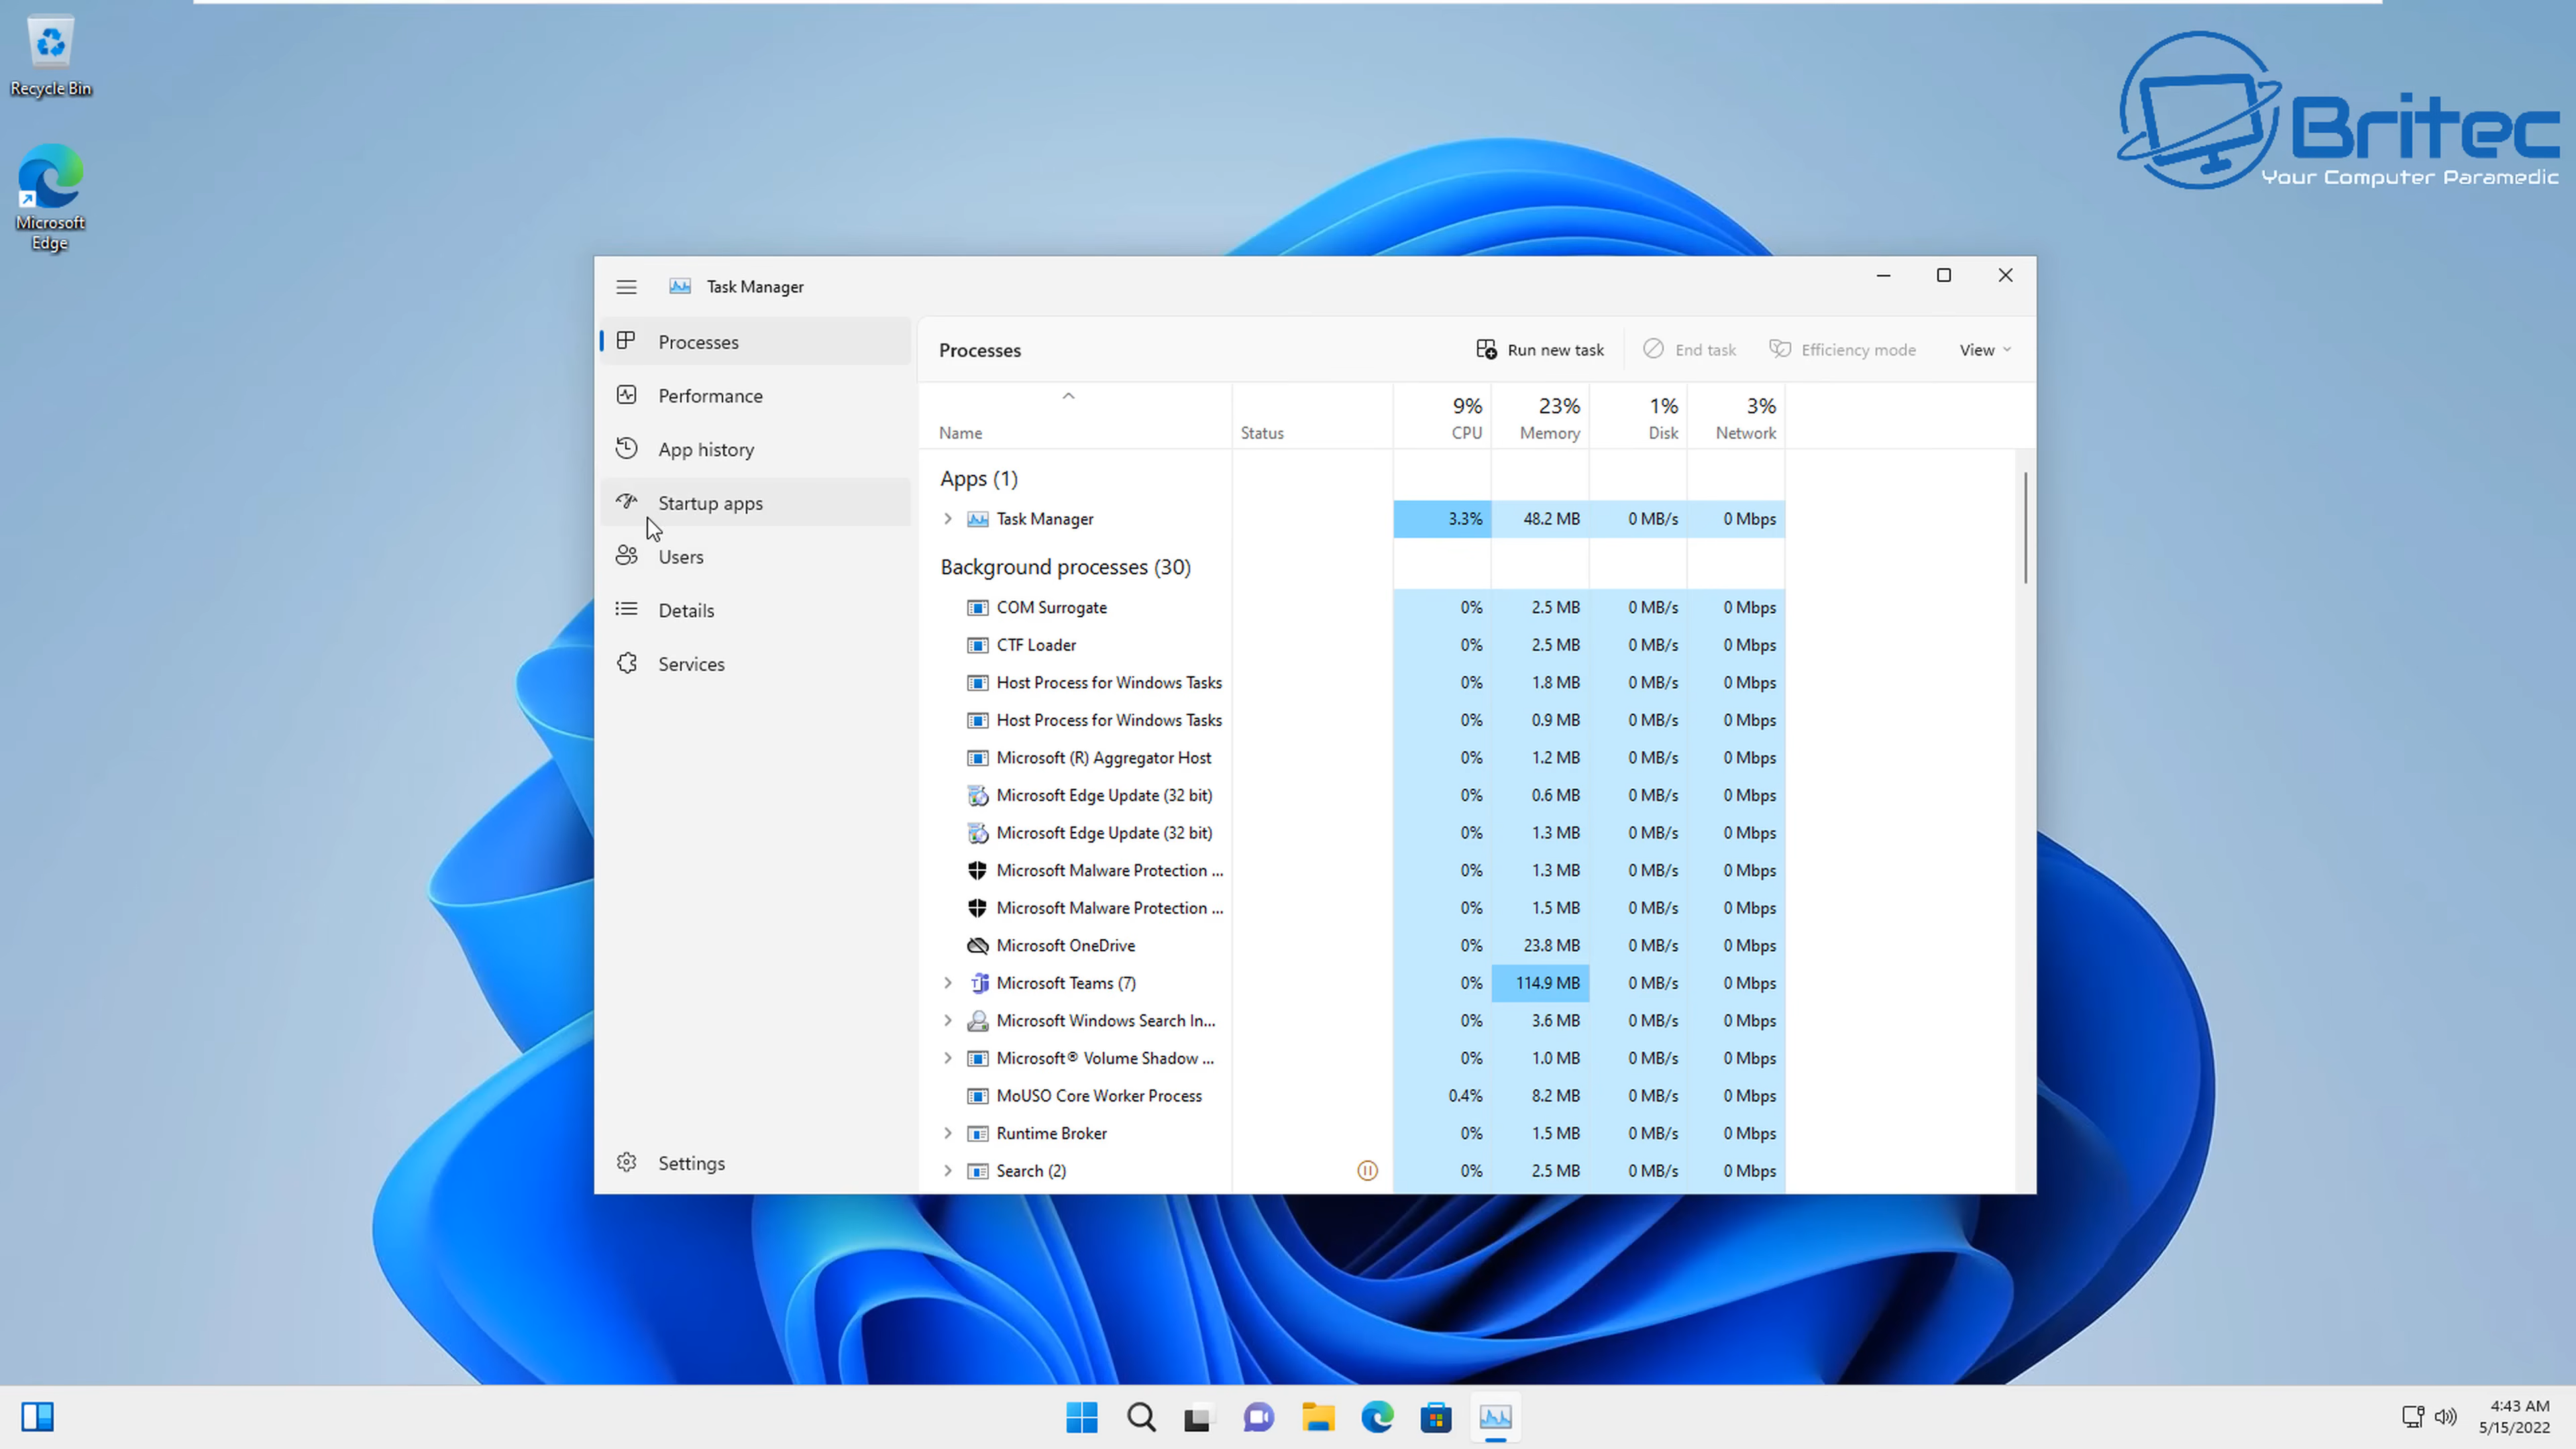 Recycle Bin
Microsoft
Edge
Britec
Your Computer Paramedic
Task Manager
Processes
Performance
App history
Startup apps
Users
Details
Services
Settings
Processes
Run new task
End task
Efficiency mode
View
9% 23% 1% 3%
Name Status CPU Memory Disk Network
Apps (1)
Task Manager 3.3% 48.2 MB 0 MB/s 0 Mbps
Background processes (30)
COM Surrogate 0% 2.5 MB 0 MB/s 0 Mbps
CTF Loader 0% 2.5 MB 0 MB/s 0 Mbps
Host Process for Windows Tasks 0% 1.8 MB 0 MB/s 0 Mbps
Host Process for Windows Tasks 0% 0.9 MB 0 MB/s 0 Mbps
Microsoft (R) Aggregator Host 0% 1.2 MB 0 MB/s 0 Mbps
Microsoft Edge Update (32 bit) 0% 0.6 MB 0 MB/s 0 Mbps
Microsoft Edge Update (32 bit) 0% 1.3 MB 0 MB/s 0 Mbps
Microsoft Malware Protection ... 0% 1.3 MB 0 MB/s 0 Mbps
Microsoft Malware Protection ... 0% 1.5 MB 0 MB/s 0 Mbps
Microsoft OneDrive 0% 23.8 MB 0 MB/s 0 Mbps
Microsoft Teams (7) 0% 114.9 MB 0 MB/s 0 Mbps
Microsoft Windows Search In... 0% 3.6 MB 0 MB/s 0 Mbps
Microsoft® Volume Shadow ... 0% 1.0 MB 0 MB/s 0 Mbps
MoUSO Core Worker Process 0.4% 8.2 MB 0 MB/s 0 Mbps
Runtime Broker 0% 1.5 MB 0 MB/s 0 Mbps
Search (2) 0% 2.5 MB 0 MB/s 0 Mbps
4:43 AM
5/15/2022